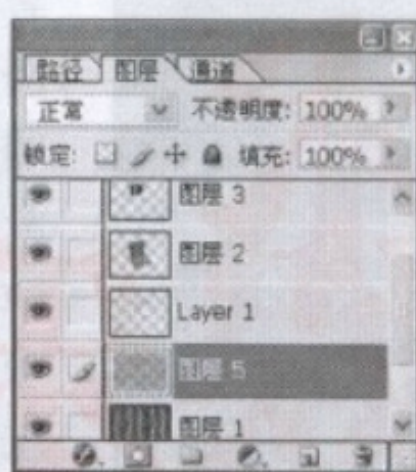 路径 图层 通道
正常 不透明度: 100%
锁定: 填充: 100%
图层 3
图层 2
Layer 1
图层 5
图层 1